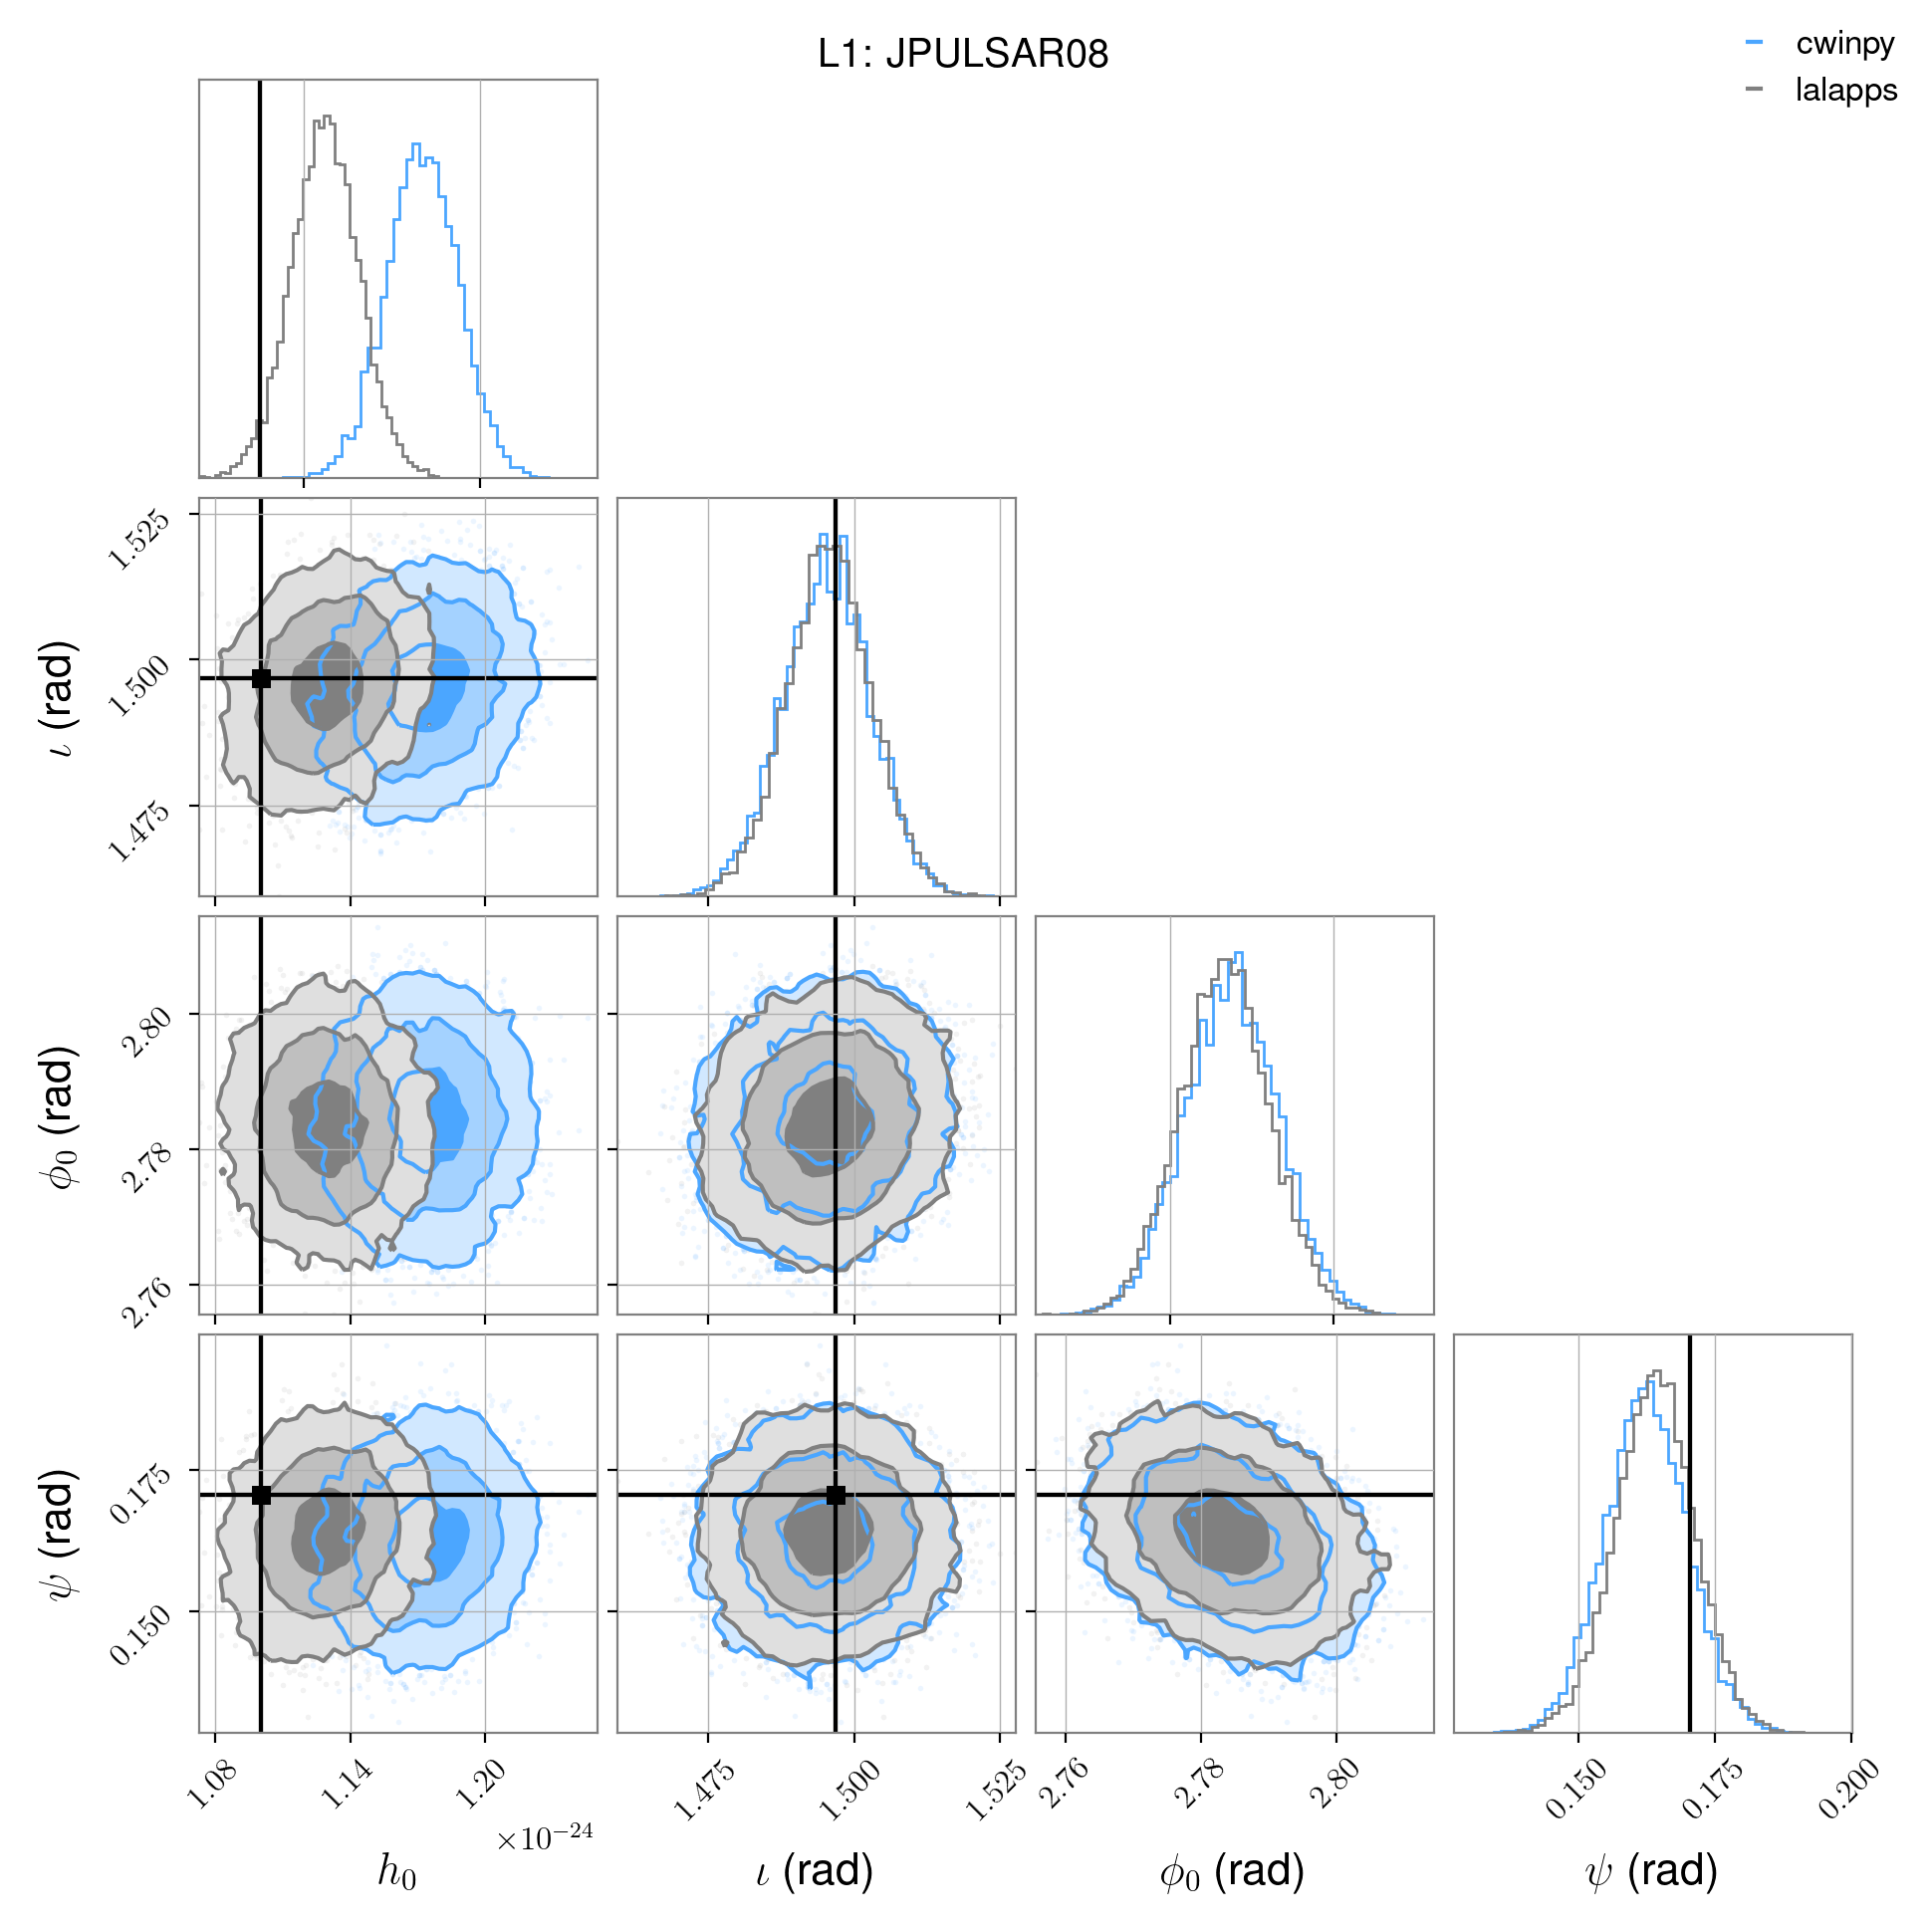 L1: JPULSAR08
cwinpy
lalapps
1.525
1.500
1.475
ι (rad)
2.80
2.78
2.76
ϕ₀ (rad)
0.175
0.150
ψ (rad)
1.08 1.14 1.20
1.475 1.500 1.525
2.76 2.78 2.80
0.150 0.175 0.200
×10⁻²⁴
h₀
ι (rad)
ϕ₀ (rad)
ψ (rad)